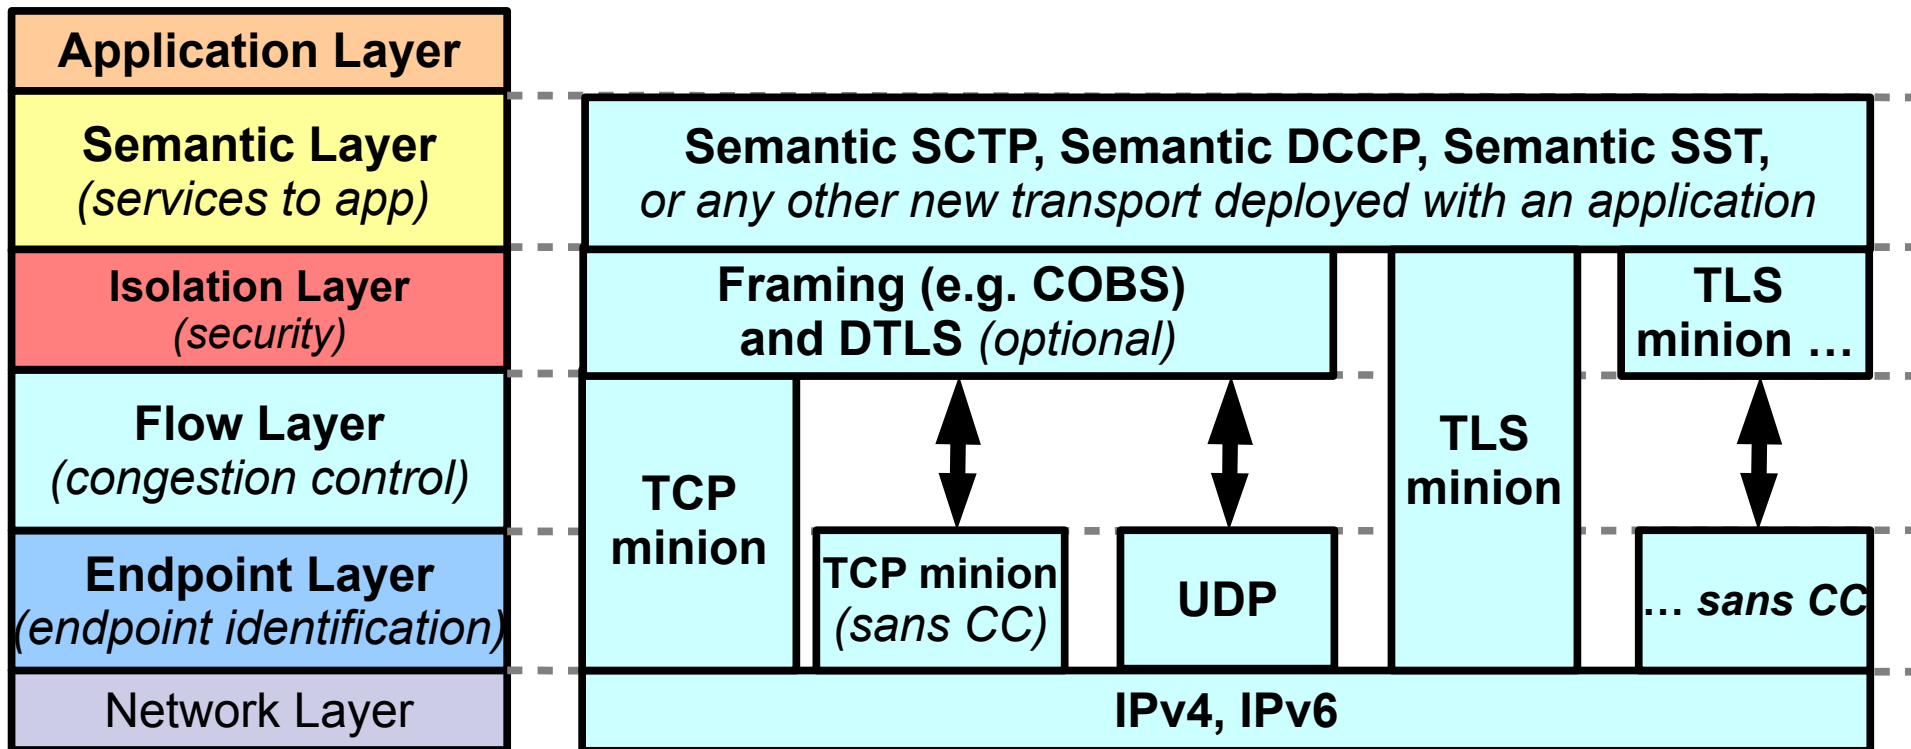 Application Layer
Semantic Layer
(services to app)
Isolation Layer
(security)
Flow Layer
(congestion control)
Endpoint Layer
(endpoint identification)
Network Layer
Semantic SCTP, Semantic DCCP, Semantic SST,
or any other new transport deployed with an application
Framing (e.g. COBS)
and DTLS (optional)
TLS
minion ...
TCP
minion
TLS
minion
TCP minion
(sans CC)
UDP
... sans CC
IPv4, IPv6